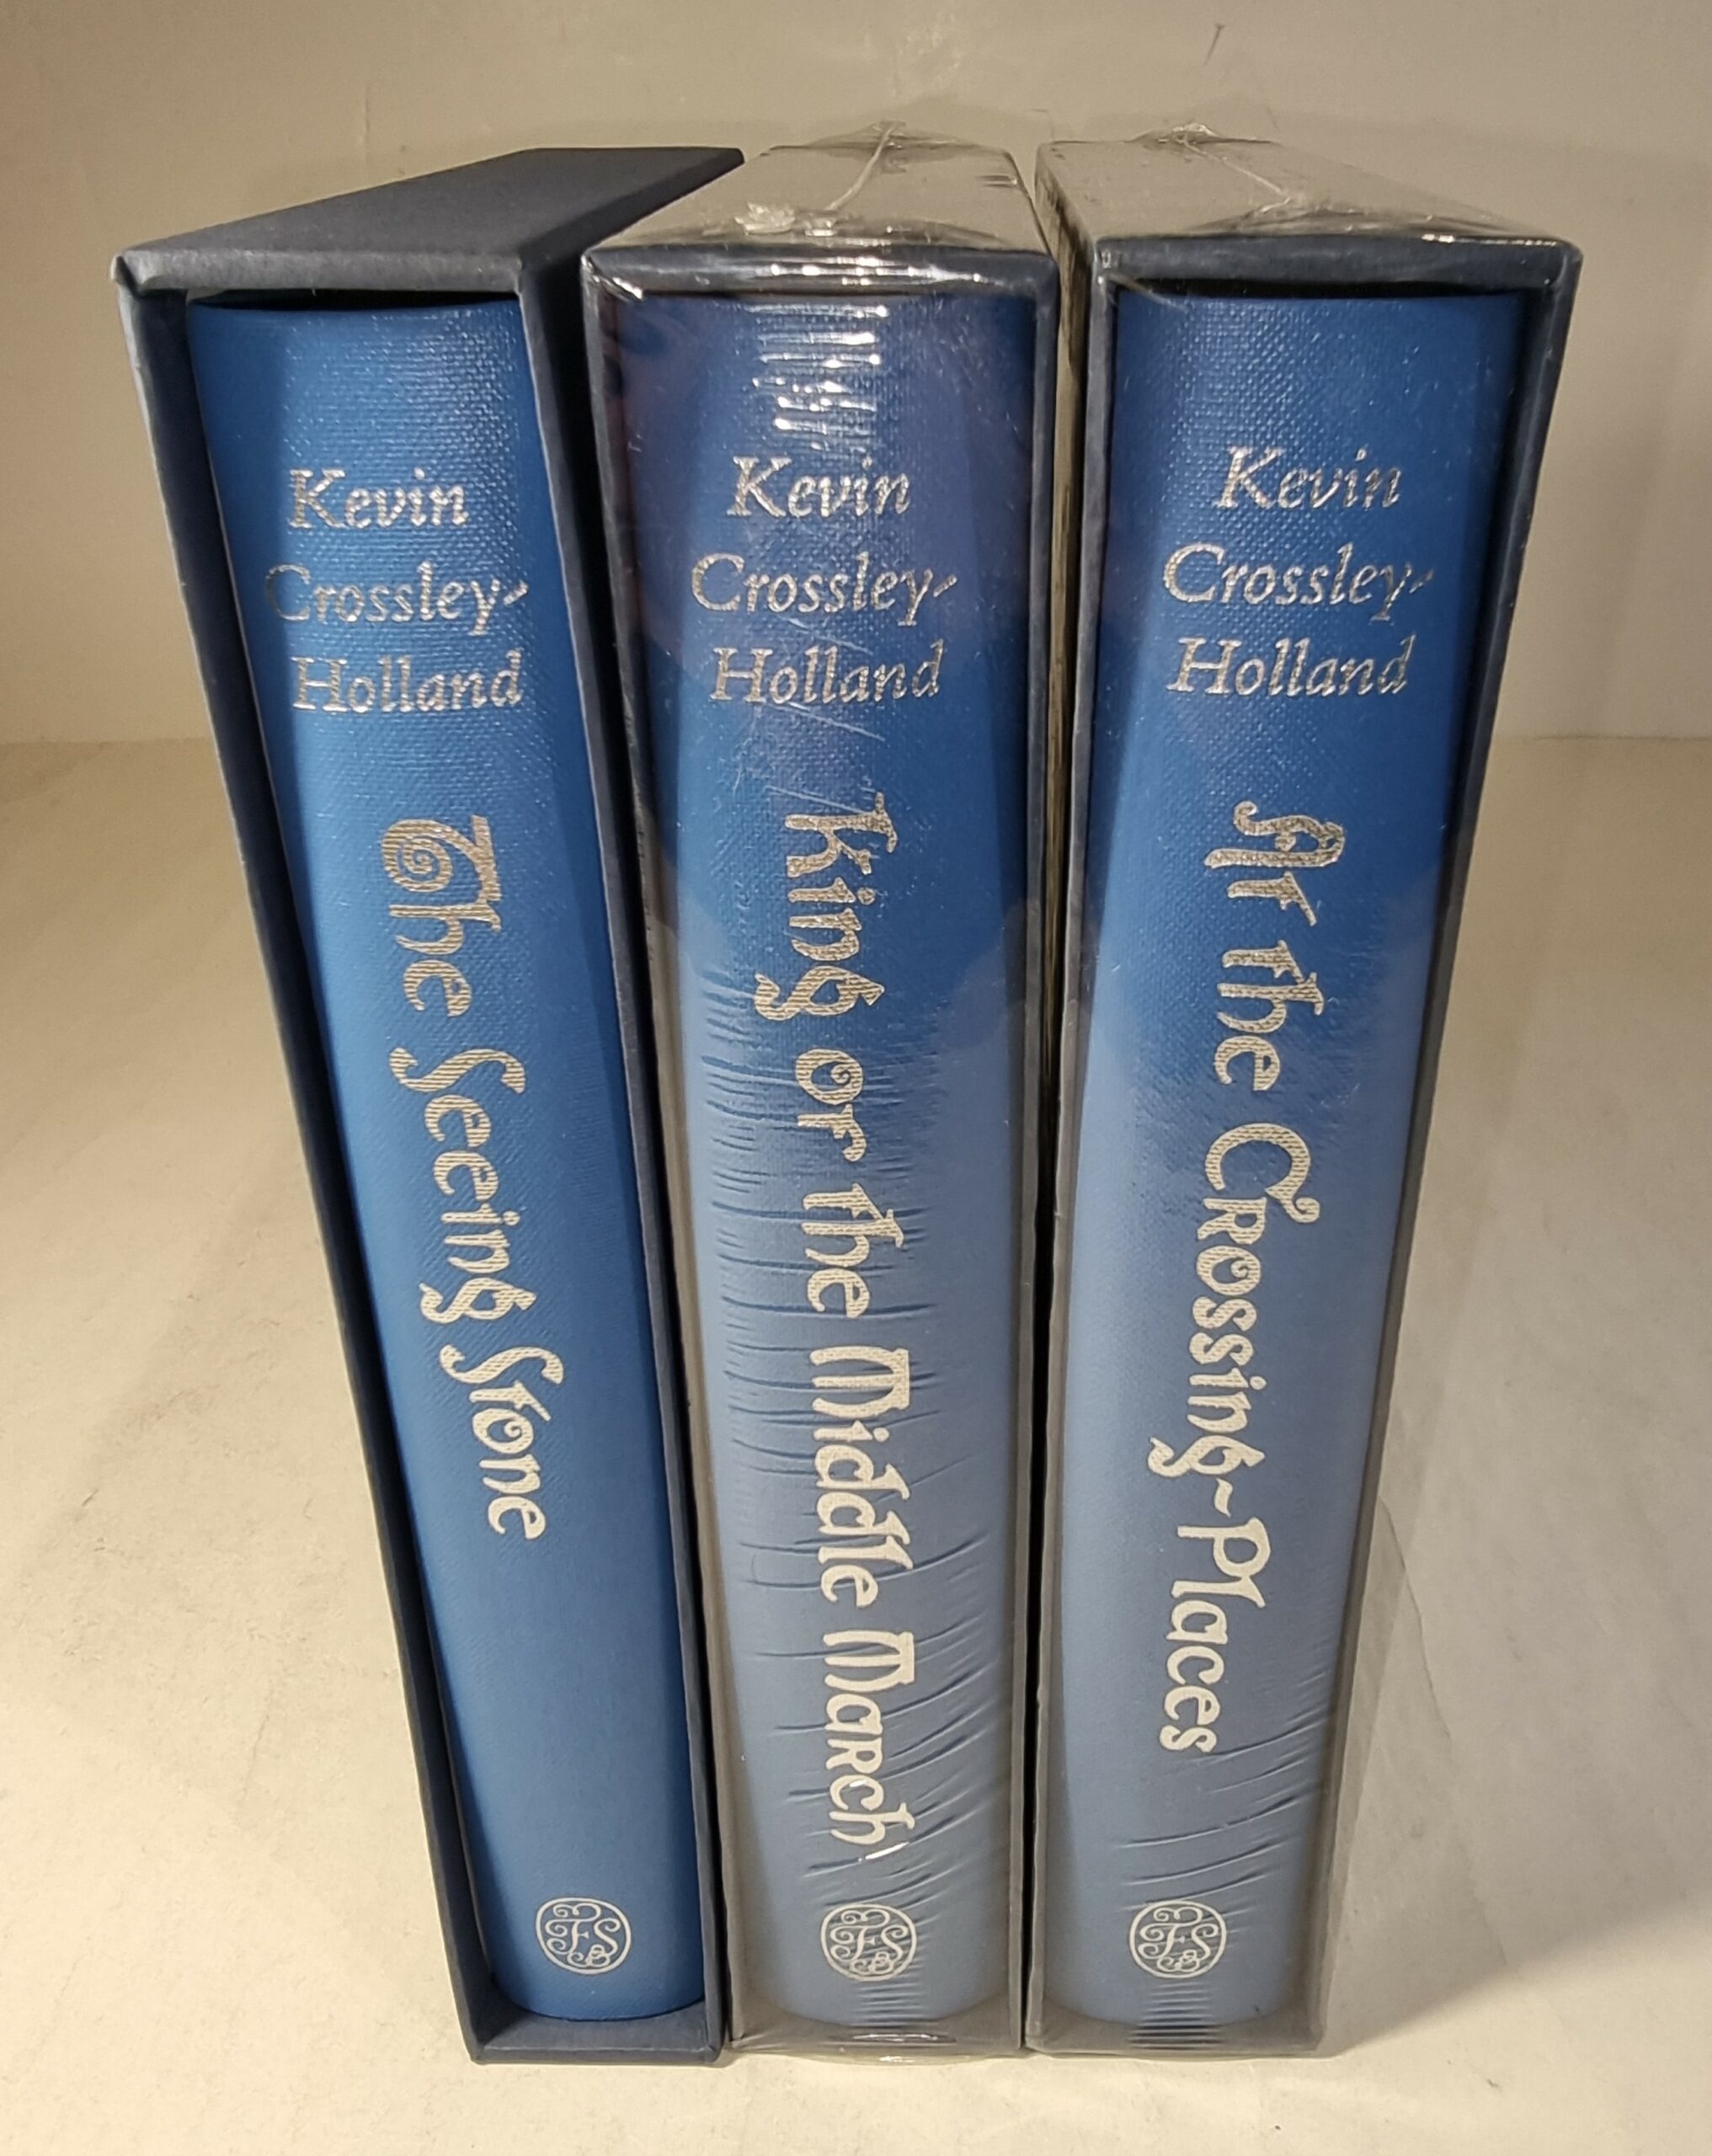 Kevin
Crossley-
Holland
The Seeing Stone
FS
Kevin
Crossley-
Holland
King of the Middle March
FS
Kevin
Crossley-
Holland
At the Crossing-Places
FS